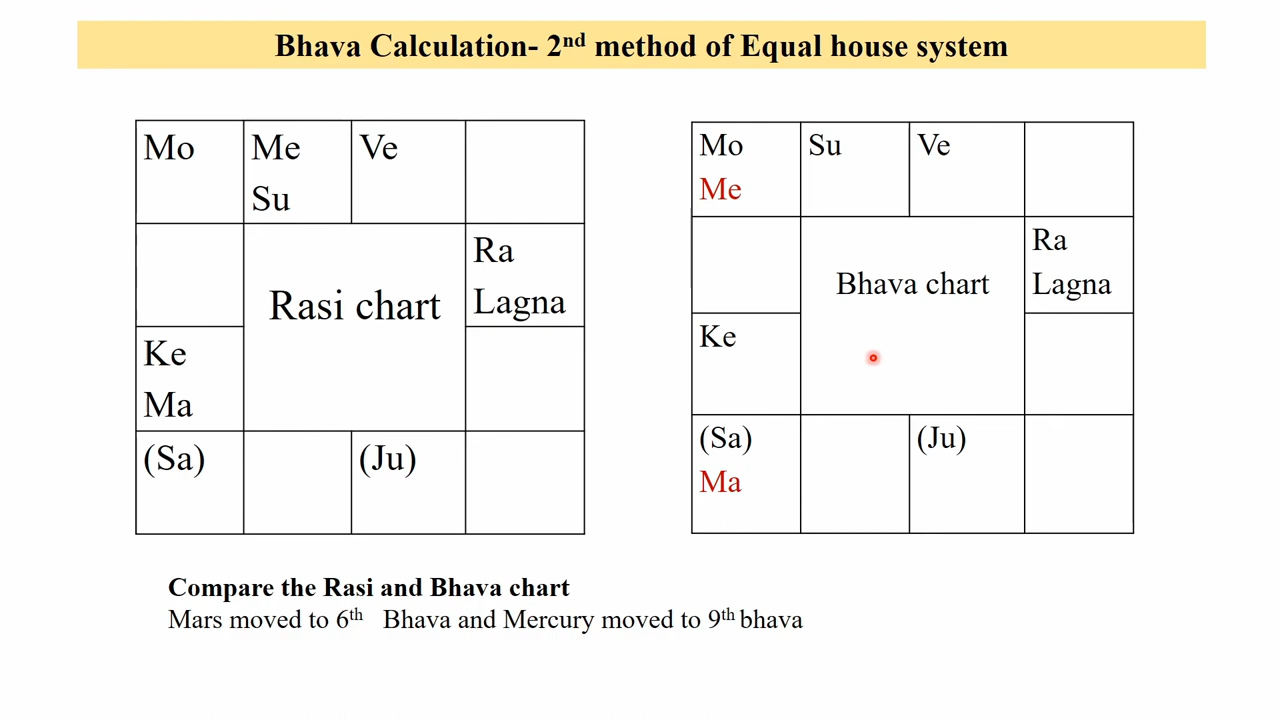 Bhava Calculation- 2nd method of Equal house system
Mo
Me
Su
Ve
Ra
Lagna
Rasi chart
Ke
Ma
(Sa)
(Ju)
Mo
Me
Su
Ve
Ra
Lagna
Bhava chart
Ke
(Sa)
Ma
(Ju)
Compare the Rasi and Bhava chart
Mars moved to 6th Bhava and Mercury moved to 9th bhava